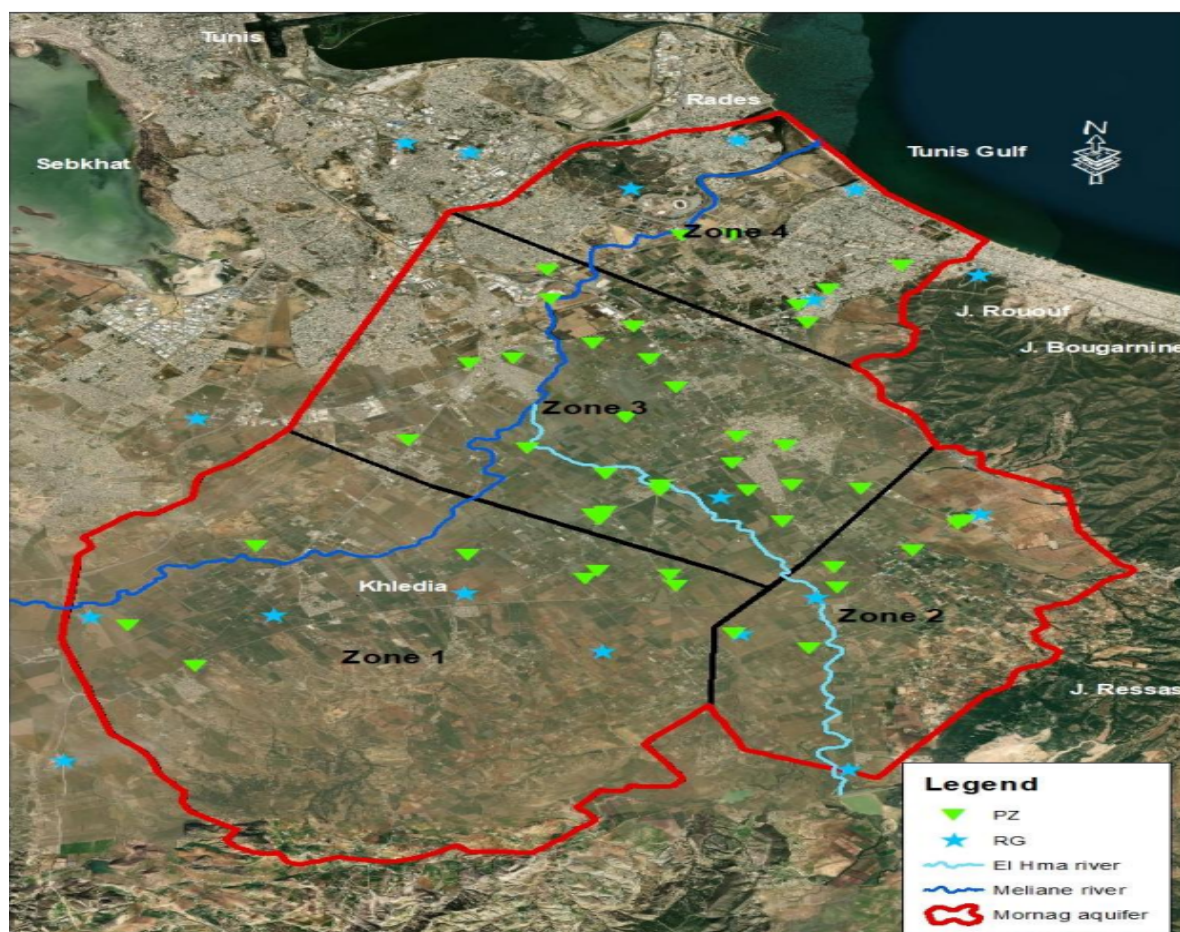 Tunis
Rades
N
Sebkhat
Tunis Gulf
Zone 4
J. Rououf
J. Bougarnine
Zone 3
Khledia
Zone 2
Zone 1
J. Ressas
Legend
PZ
RG
El Hma river
Meliane river
Mornag aquifer